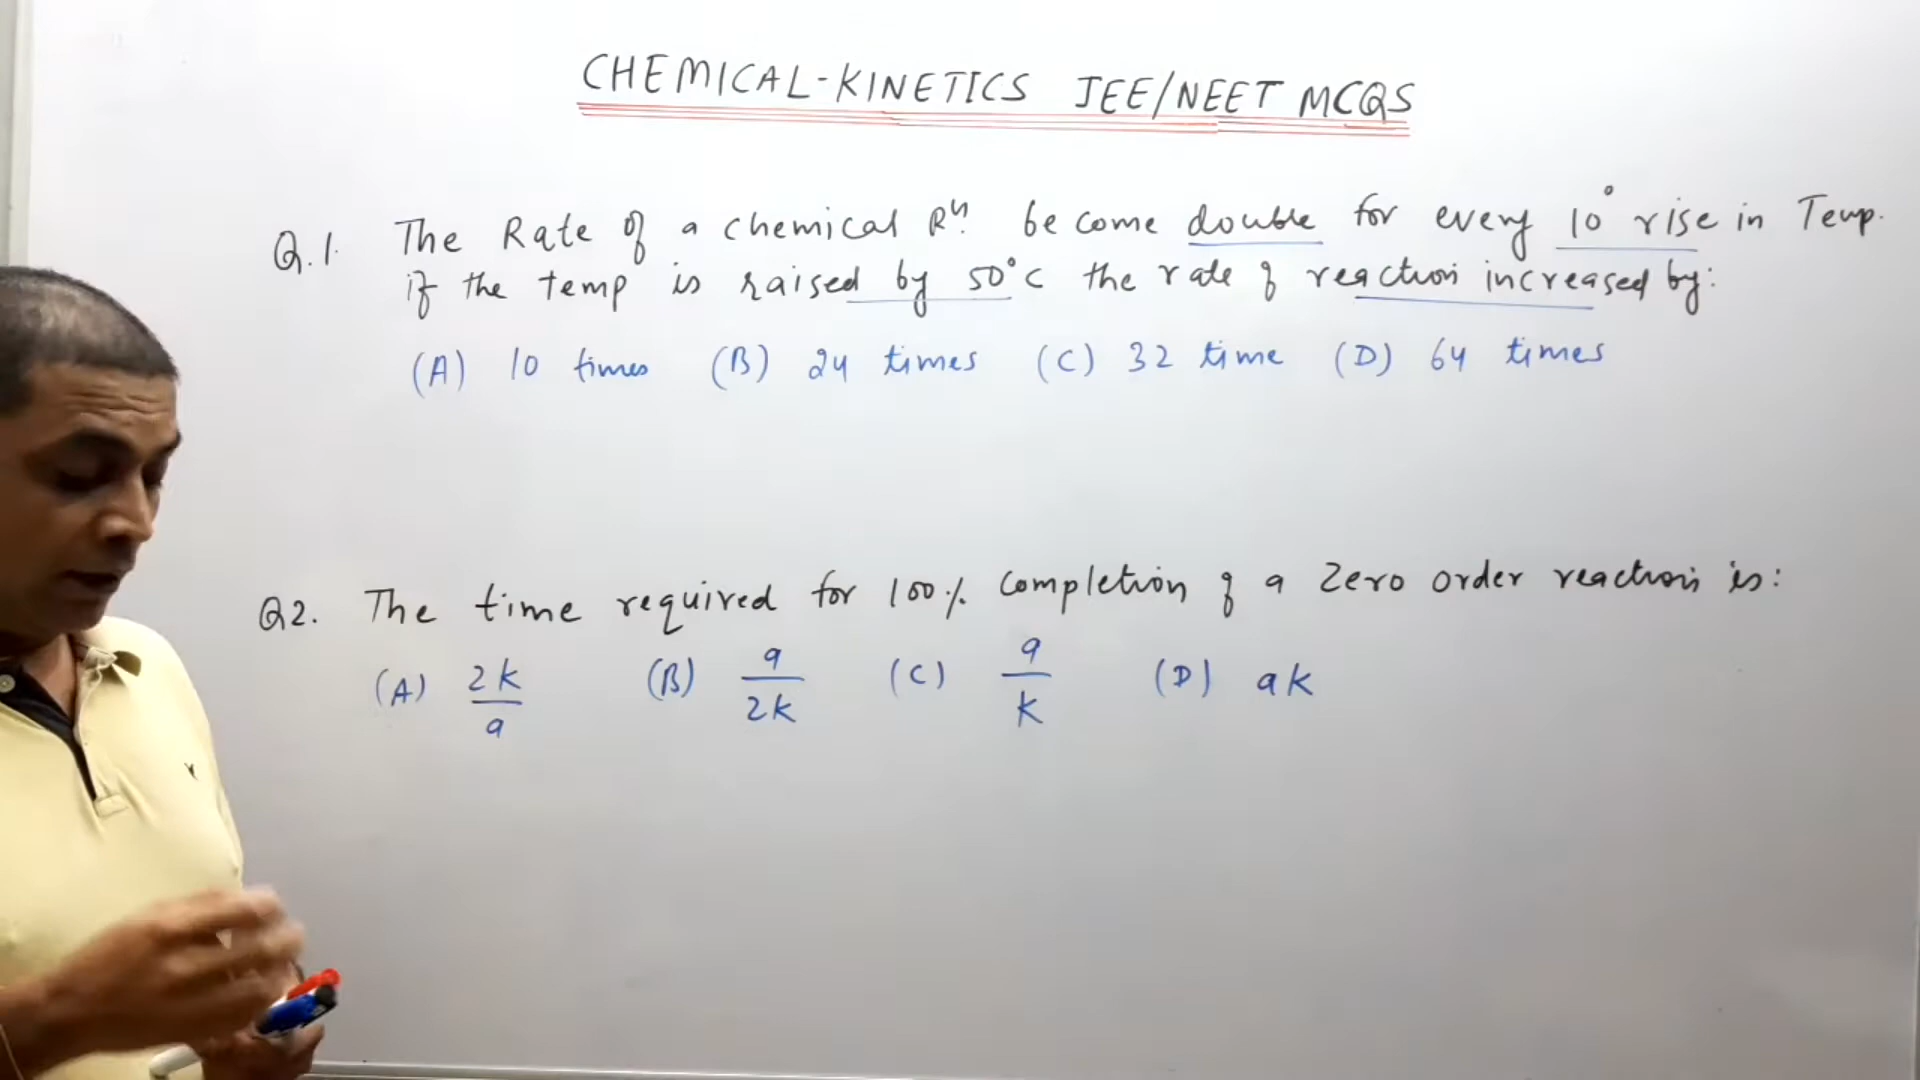 CHEMICAL-KINETICS JEE/NEET MCQS
Q.1. The Rate of a chemical Rⁿ. become double for every 10° rise in Temp.
if the temp is raised by 50°C the rate of reaction increased by:
(A) 10 times (B) 24 times (C) 32 time (D) 64 times
Q2. The time required for 100% completion of a Zero order reaction is:
(A) 2k/a (B) a/2k (C) a/k (D) ak